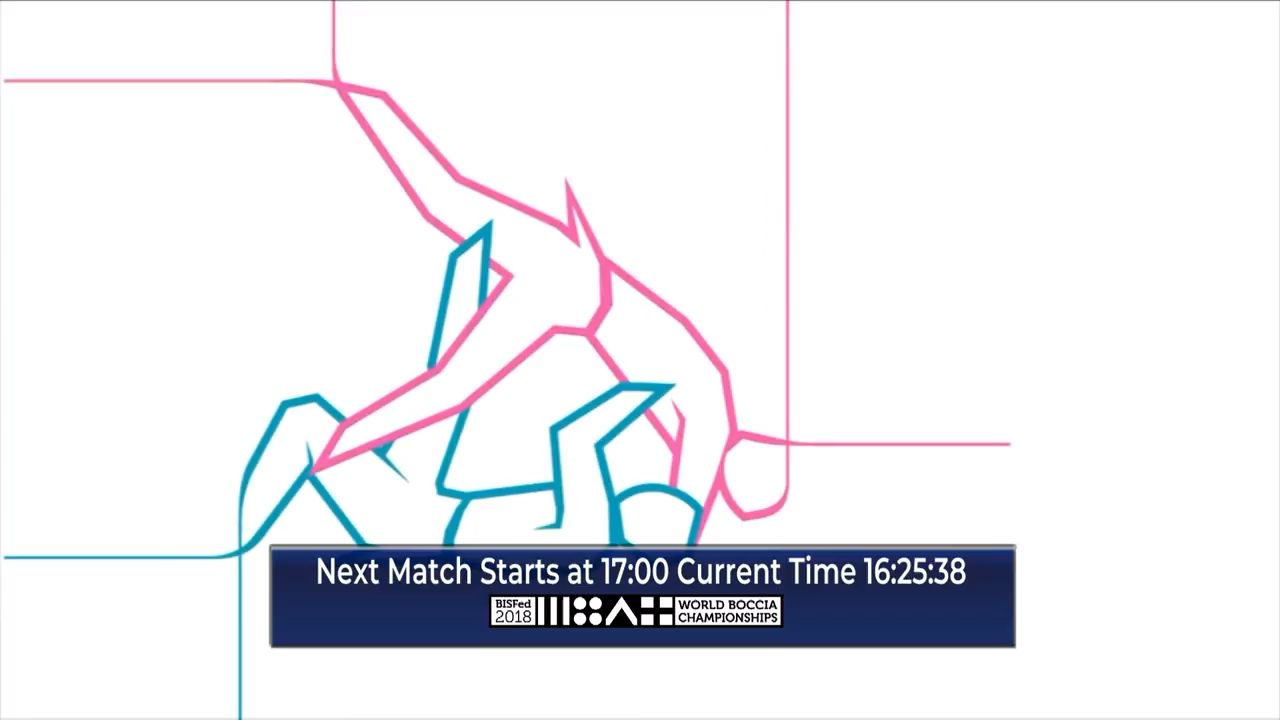 Next Match Starts at 17:00 Current Time 16:25:38
BISFed
2018
WORLD BOCCIA
CHAMPIONSHIPS